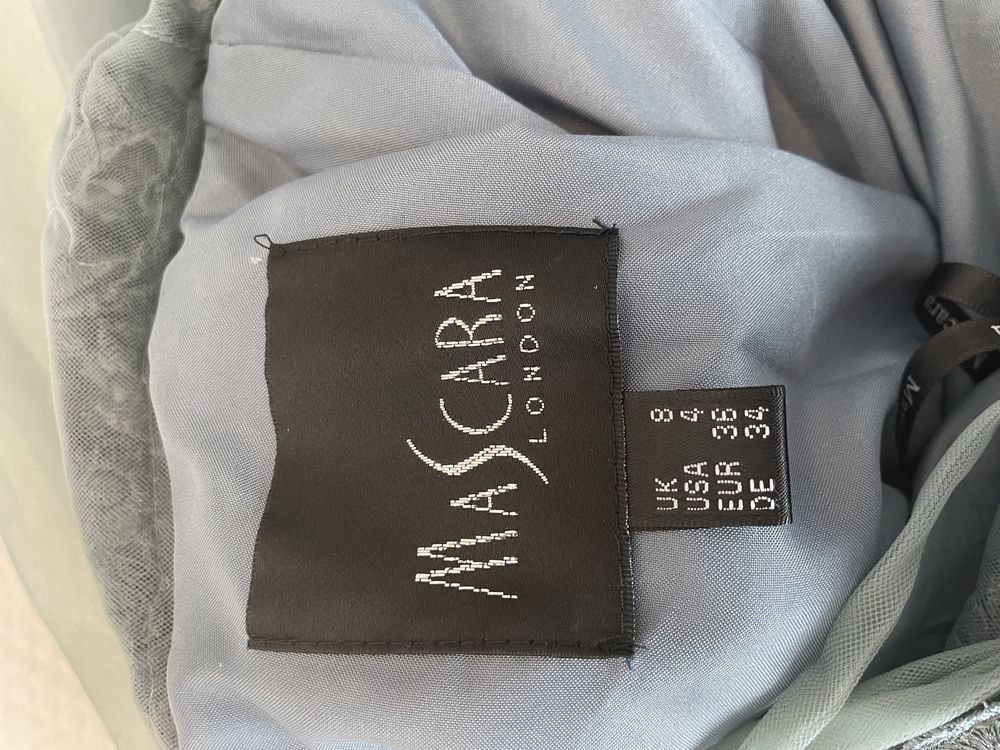 MASCARA
LONDON
UK 8
USA 4
EUR 36
DE 34